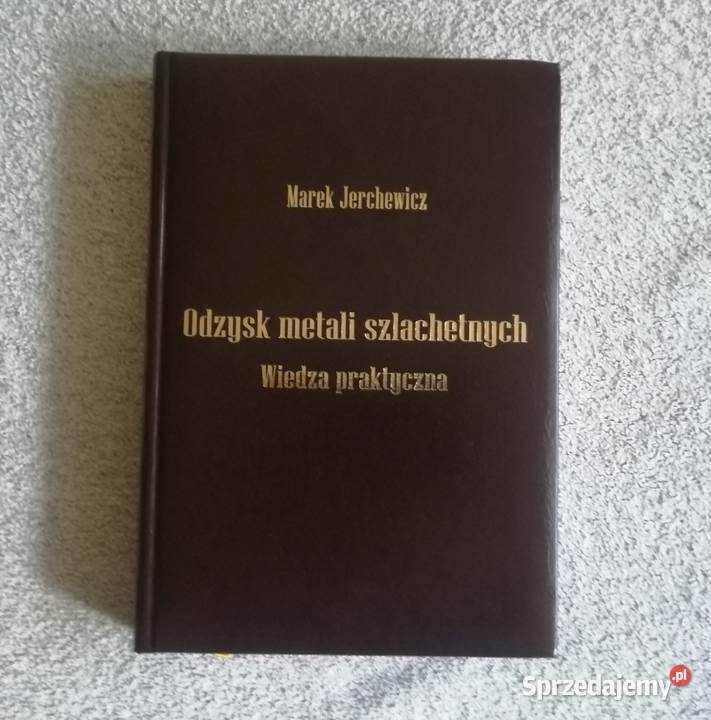 Marek Jerchewicz
Odzysk metali szlachetnych
Wiedza praktyczna
Sprzedajemy.pl